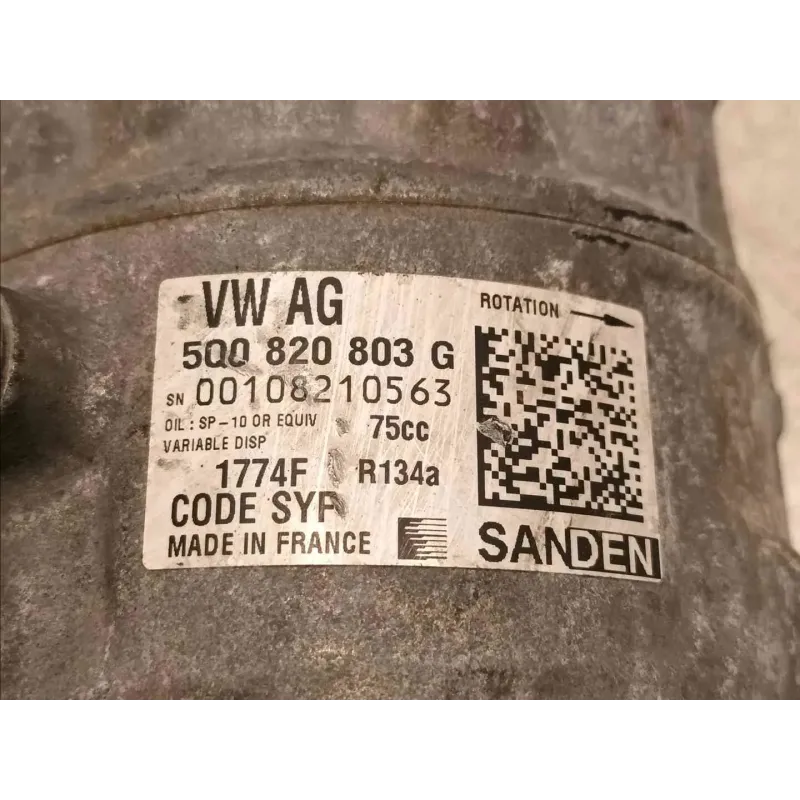 VW AG
ROTATION
5Q0 820 803 G
SN 00108210563
OIL : SP-10 OR EQUIV 75cc
VARIABLE DISP
1774F R134a
CODE SYP
MADE IN FRANCE
SANDEN